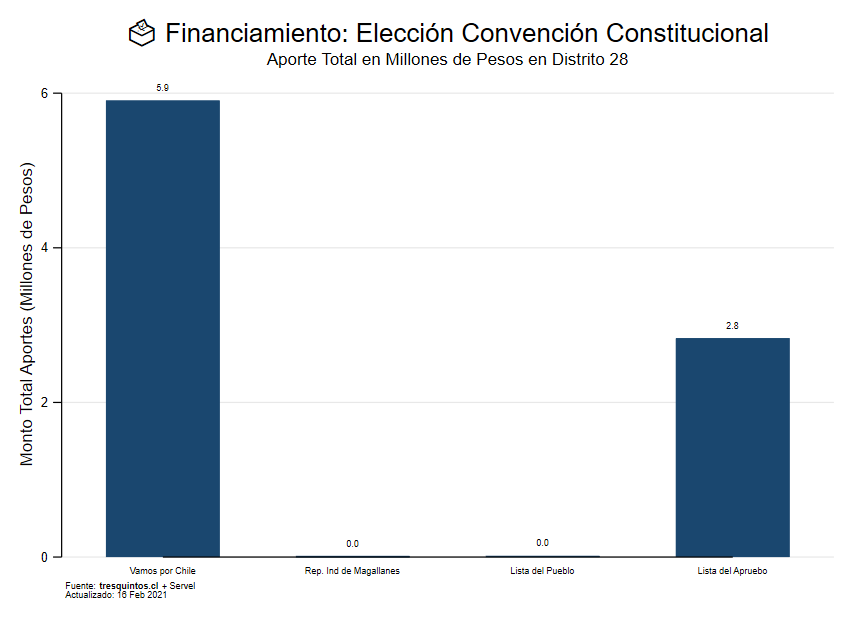 Financiamiento: Elección Convención Constitucional
Aporte Total en Millones de Pesos en Distrito 28
Monto Total Aportes (Millones de Pesos)
6
4
2
0
5.9
0.0
0.0
2.8
Vamos por Chile
Rep. Ind de Magallanes
Lista del Pueblo
Lista del Apruebo
Fuente: tresquintos.cl + Servel
Actualizado: 16 Feb 2021